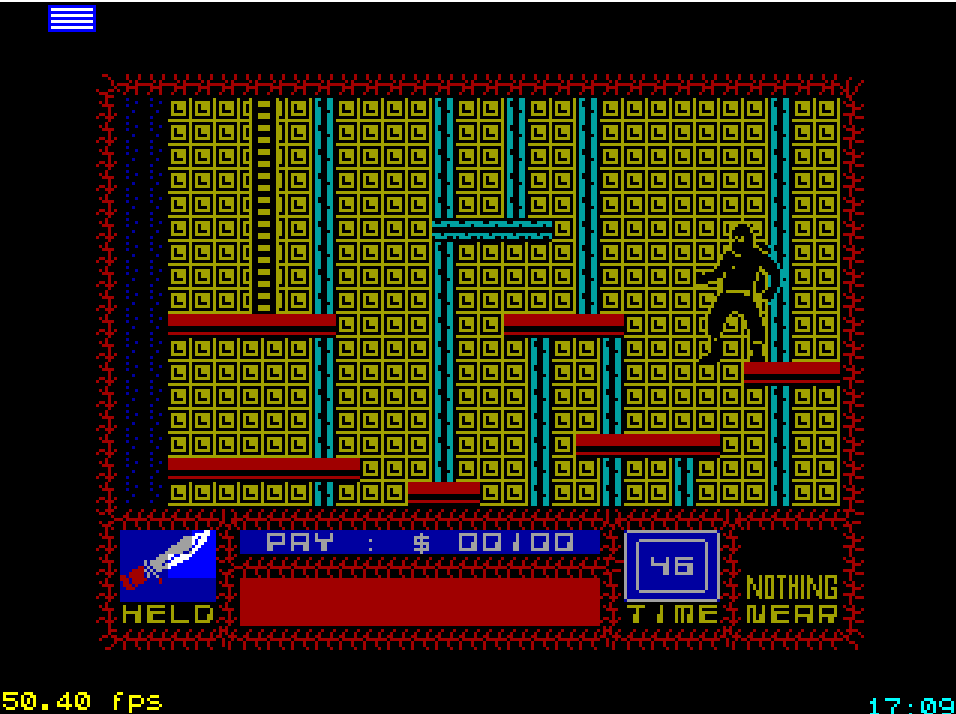 PAY : $ 00100
46
HELD
TIME
NOTHING
NEAR
50.40 fps
17:09